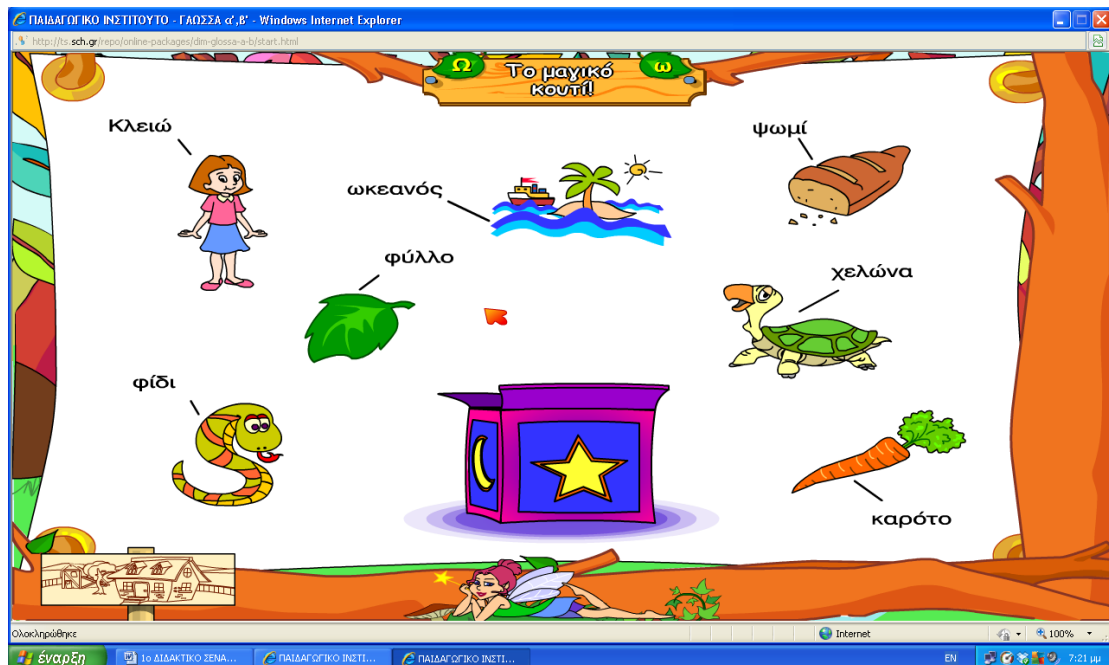 ΠΑΙΔΑΓΩΓΙΚΟ ΙΝΣΤΙΤΟΥΤΟ - ΓΛΩΣΣΑ α',β' - Windows Internet Explorer
http://ts.sch.gr/repo/online-packages/dim-glossa-a-b/start.html
Ω Το μαγικό ω
κουτί!
Κλειώ
ψωμί
ωκεανός
φύλλο
χελώνα
φίδι
καρότο
Ολοκληρώθηκε
Internet
100%
έναρξη
1ο ΔΙΔΑΚΤΙΚΟ ΣΕΝΑ...
ΠΑΙΔΑΓΩΓΙΚΟ ΙΝΣΤΙ...
ΠΑΙΔΑΓΩΓΙΚΟ ΙΝΣΤΙ...
EN
7:21 μμ